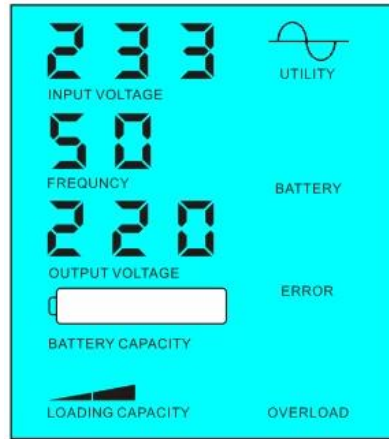 233
UTILITY
INPUT VOLTAGE
50
FREQUNCY
BATTERY
220
OUTPUT VOLTAGE
ERROR
BATTERY CAPACITY
LOADING CAPACITY
OVERLOAD